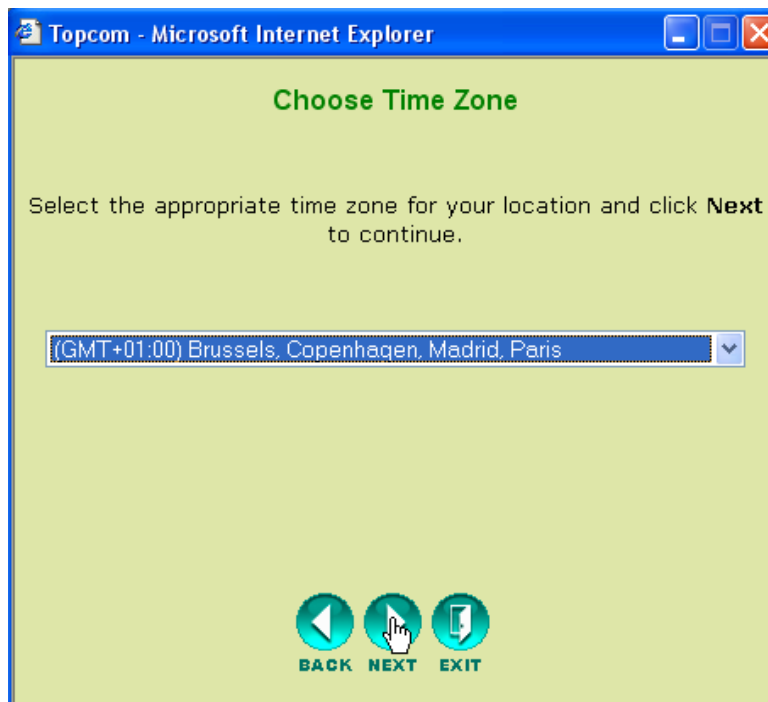 Topcom - Microsoft Internet Explorer
Choose Time Zone
Select the appropriate time zone for your location and click Next
to continue.
(GMT+01:00) Brussels, Copenhagen, Madrid, Paris
BACK NEXT EXIT